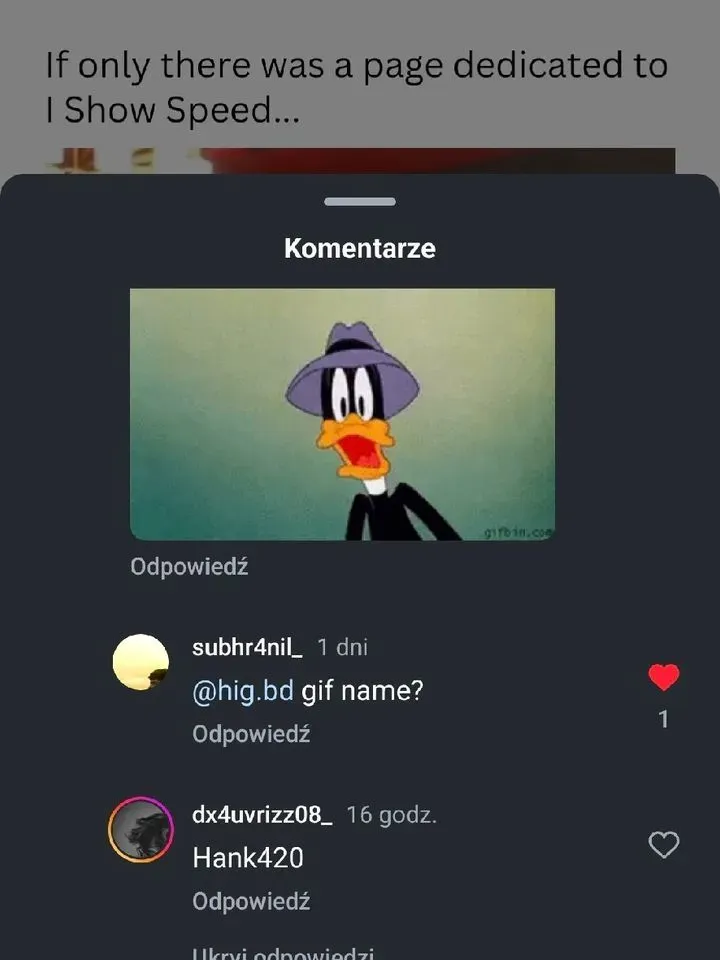 If only there was a page dedicated to
I Show Speed...
Komentarze
gifbin.com
Odpowiedź
subhr4nil_ 1 dni
@hig.bd gif name?
1
Odpowiedź
dx4uvrizz08_ 16 godz.
Hank420
Odpowiedź
Ukryj odpowiedzi